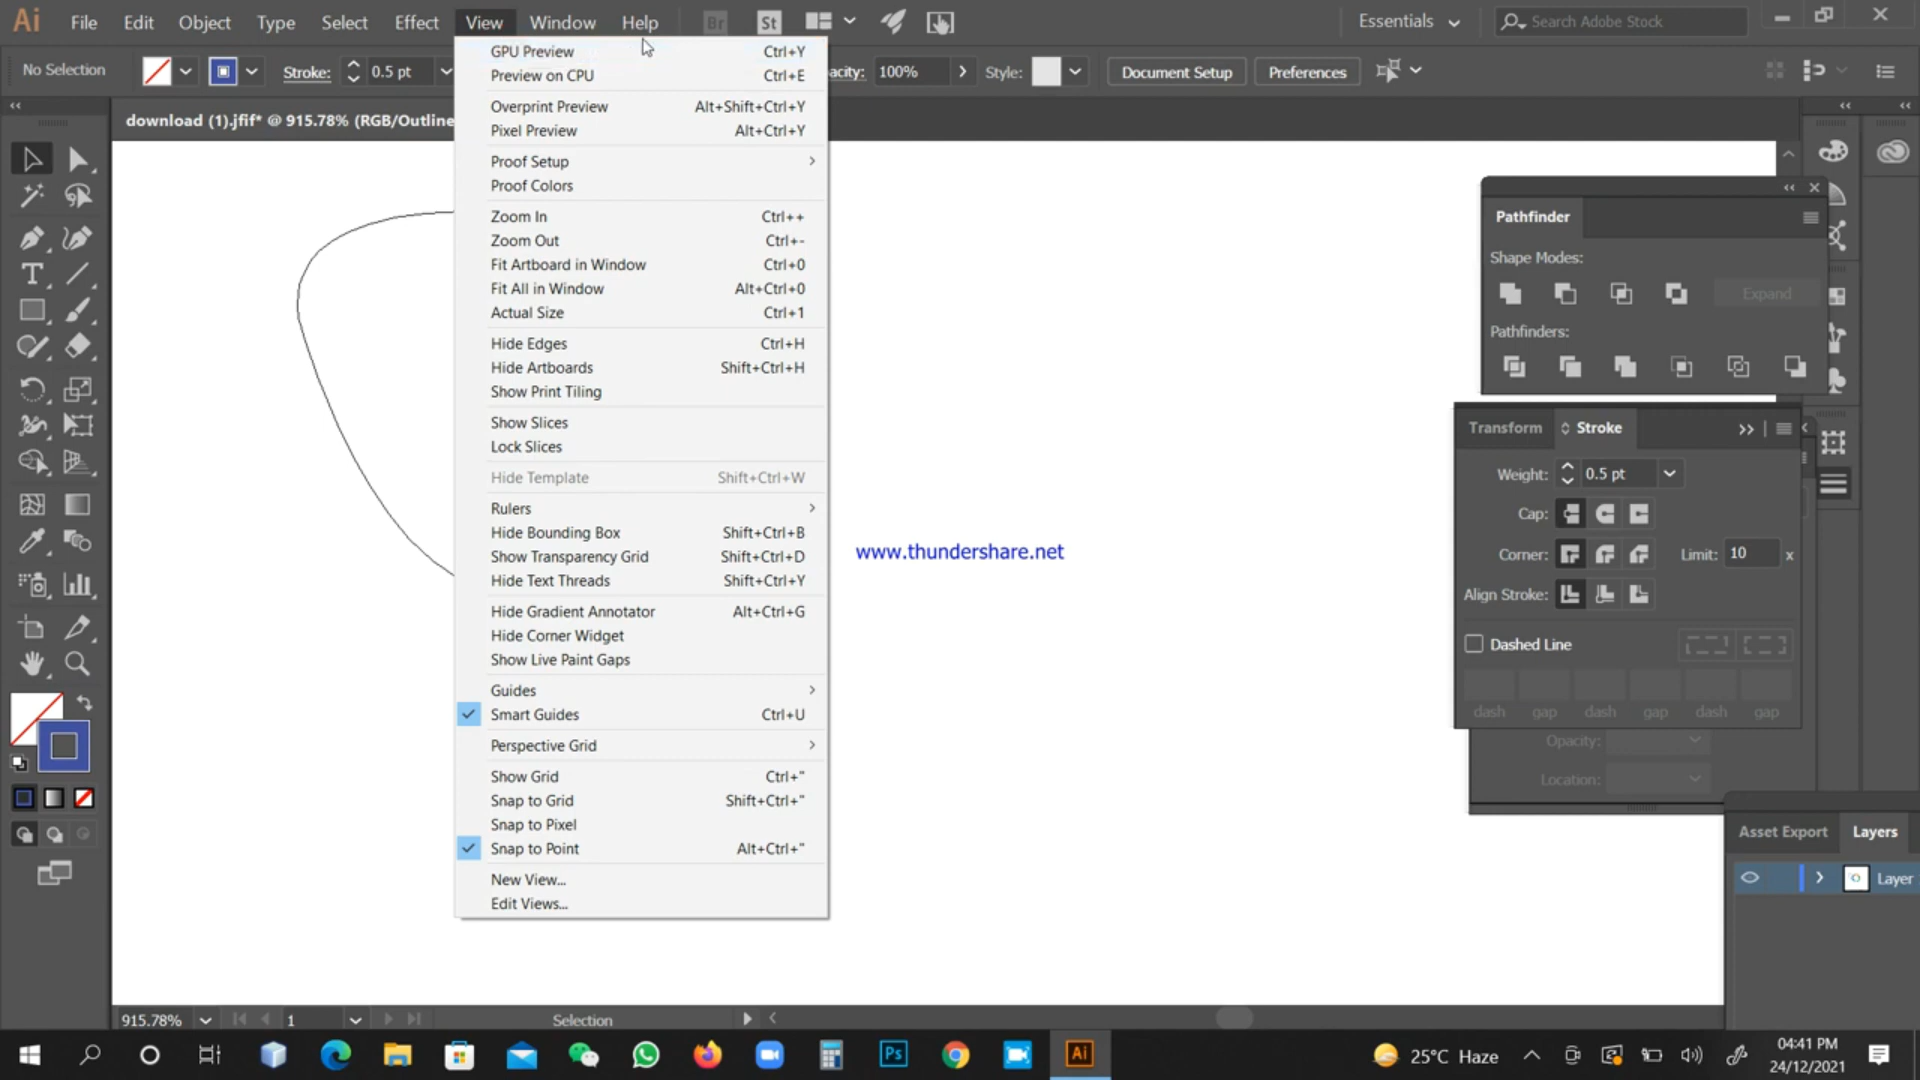 Ai File Edit Object Type Select Effect View Window Help Br St Essentials Search Adobe Stock
No Selection Stroke: 0.5 pt acity: 100% Style: Document Setup Preferences
download (1).jfif* @ 915.78% (RGB/Outline
GPU Preview Ctrl+Y
Preview on CPU Ctrl+E
Overprint Preview Alt+Shift+Ctrl+Y
Pixel Preview Alt+Ctrl+Y
Proof Setup
Proof Colors
Zoom In Ctrl++
Zoom Out Ctrl+-
Fit Artboard in Window Ctrl+0
Fit All in Window Alt+Ctrl+0
Actual Size Ctrl+1
Hide Edges Ctrl+H
Hide Artboards Shift+Ctrl+H
Show Print Tiling
Show Slices
Lock Slices
Hide Template Shift+Ctrl+W
Rulers
Hide Bounding Box Shift+Ctrl+B
Show Transparency Grid Shift+Ctrl+D
Hide Text Threads Shift+Ctrl+Y
Hide Gradient Annotator Alt+Ctrl+G
Hide Corner Widget
Show Live Paint Gaps
Guides
Smart Guides Ctrl+U
Perspective Grid
Show Grid Ctrl+"
Snap to Grid Shift+Ctrl+"
Snap to Pixel
Snap to Point Alt+Ctrl+"
New View...
Edit Views...
www.thundershare.net
Pathfinder
Shape Modes:
Expand
Pathfinders:
Transform Stroke
Weight: 0.5 pt
Cap:
Corner: Limit: 10 x
Align Stroke:
Dashed Line
dash gap dash gap dash gap
Opacity:
Location:
Asset Export Layers
Layer
915.78% 1 Selection
Ps Ai 25°C Haze 04:41 PM
24/12/2021